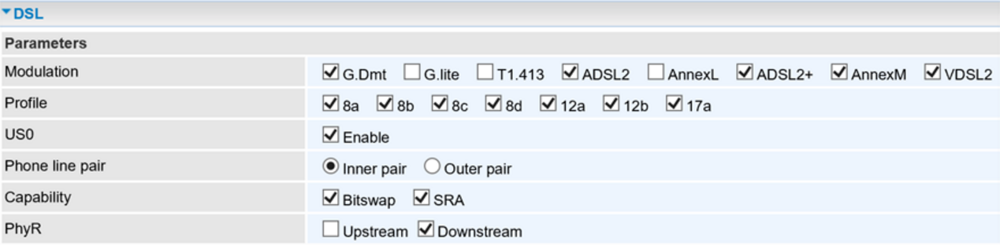 DSL
Parameters
Modulation G.Dmt G.lite T1.413 ADSL2 AnnexL ADSL2+ AnnexM VDSL2
Profile 8a 8b 8c 8d 12a 12b 17a
US0 Enable
Phone line pair Inner pair Outer pair
Capability Bitswap SRA
PhyR Upstream Downstream